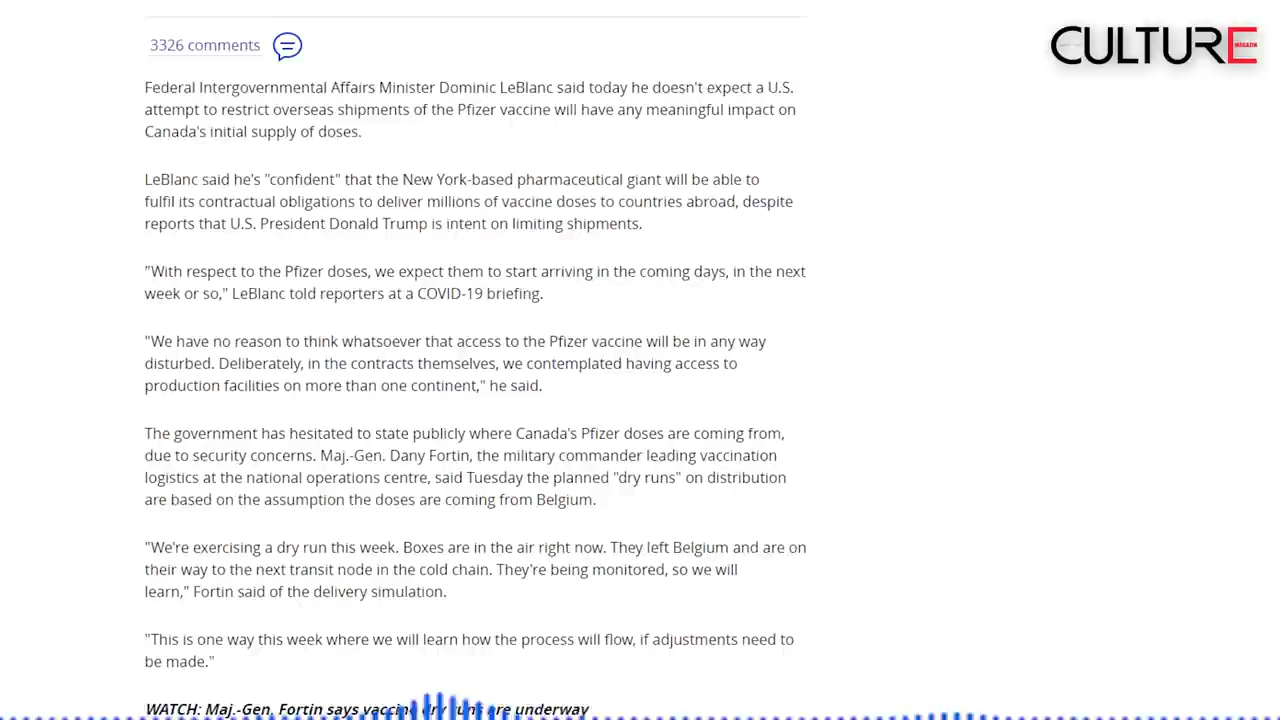 3326 comments
CULTURE
MAGAZIN
Federal Intergovernmental Affairs Minister Dominic LeBlanc said today he doesn't expect a U.S.
attempt to restrict overseas shipments of the Pfizer vaccine will have any meaningful impact on
Canada's initial supply of doses.
LeBlanc said he's "confident" that the New York-based pharmaceutical giant will be able to
fulfil its contractual obligations to deliver millions of vaccine doses to countries abroad, despite
reports that U.S. President Donald Trump is intent on limiting shipments.
"With respect to the Pfizer doses, we expect them to start arriving in the coming days, in the next
week or so," LeBlanc told reporters at a COVID-19 briefing.
"We have no reason to think whatsoever that access to the Pfizer vaccine will be in any way
disturbed. Deliberately, in the contracts themselves, we contemplated having access to
production facilities on more than one continent," he said.
The government has hesitated to state publicly where Canada's Pfizer doses are coming from,
due to security concerns. Maj.-Gen. Dany Fortin, the military commander leading vaccination
logistics at the national operations centre, said Tuesday the planned "dry runs" on distribution
are based on the assumption the doses are coming from Belgium.
"We're exercising a dry run this week. Boxes are in the air right now. They left Belgium and are on
their way to the next transit node in the cold chain. They're being monitored, so we will
learn," Fortin said of the delivery simulation.
"This is one way this week where we will learn how the process will flow, if adjustments need to
be made."
WATCH: Maj.-Gen. Fortin says vaccine dry runs are underway